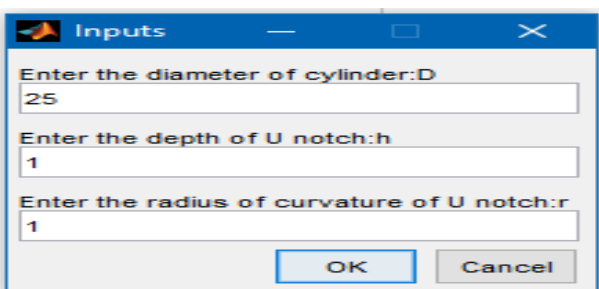 Inputs
Enter the diameter of cylinder:D
25
Enter the depth of U notch:h
1
Enter the radius of curvature of U notch:r
1
OK Cancel